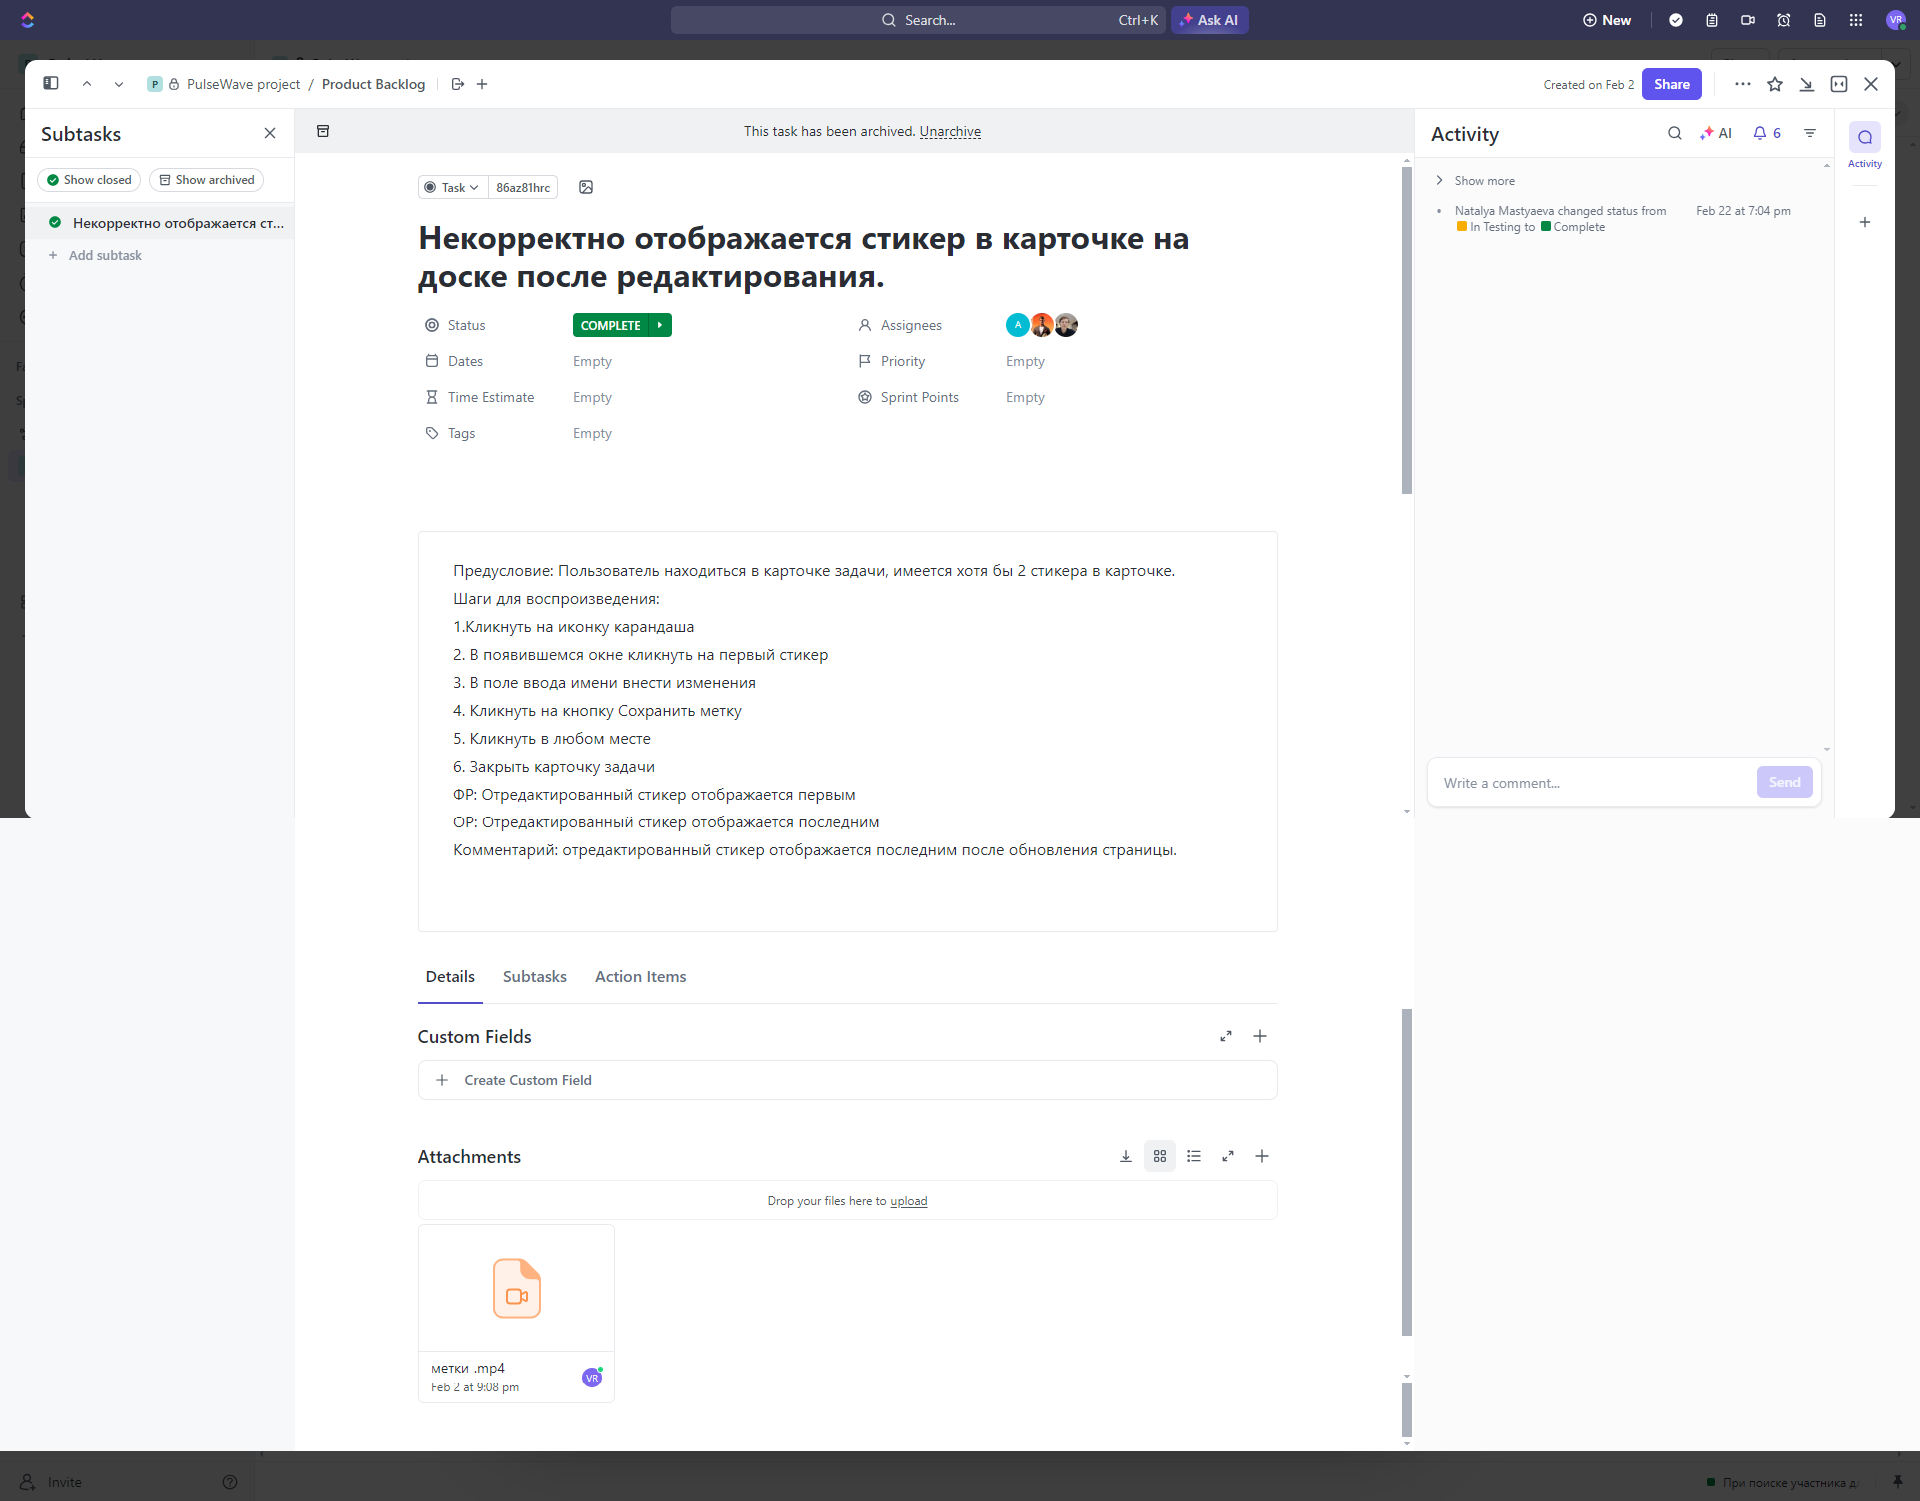 Search...
Ctrl+K
Ask AI
New
VR
P
PulseWave project / Product Backlog
Created on Feb 2
Share
Subtasks
Show closed
Show archived
Некорректно отображается ст...
Add subtask
This task has been archived. Unarchive
Task
86az81hrc
Некорректно отображается стикер в карточке на
доске после редактирования.
Status
COMPLETE
Assignees
A
Dates
Empty
Priority
Empty
Time Estimate
Empty
Sprint Points
Empty
Tags
Empty
Предусловие: Пользователь находиться в карточке задачи, имеется хотя бы 2 стикера в карточке.
Шаги для воспроизведения:
1.Кликнуть на иконку карандаша
2. В появившемся окне кликнуть на первый стикер
3. В поле ввода имени внести изменения
4. Кликнуть на кнопку Сохранить метку
5. Кликнуть в любом месте
6. Закрыть карточку задачи
ФР: Отредактированный стикер отображается первым
ОР: Отредактированный стикер отображается последним
Комментарий: отредактированный стикер отображается последним после обновления страницы.
Details
Subtasks
Action Items
Custom Fields
Create Custom Field
Attachments
Drop your files here to upload
метки .mp4
Feb 2 at 9:08 pm
VR
Activity
AI
6
Show more
Natalya Mastyaeva changed status from
In Testing to Complete
Feb 22 at 7:04 pm
Write a comment...
Send
Activity
Invite
При поиске участника д